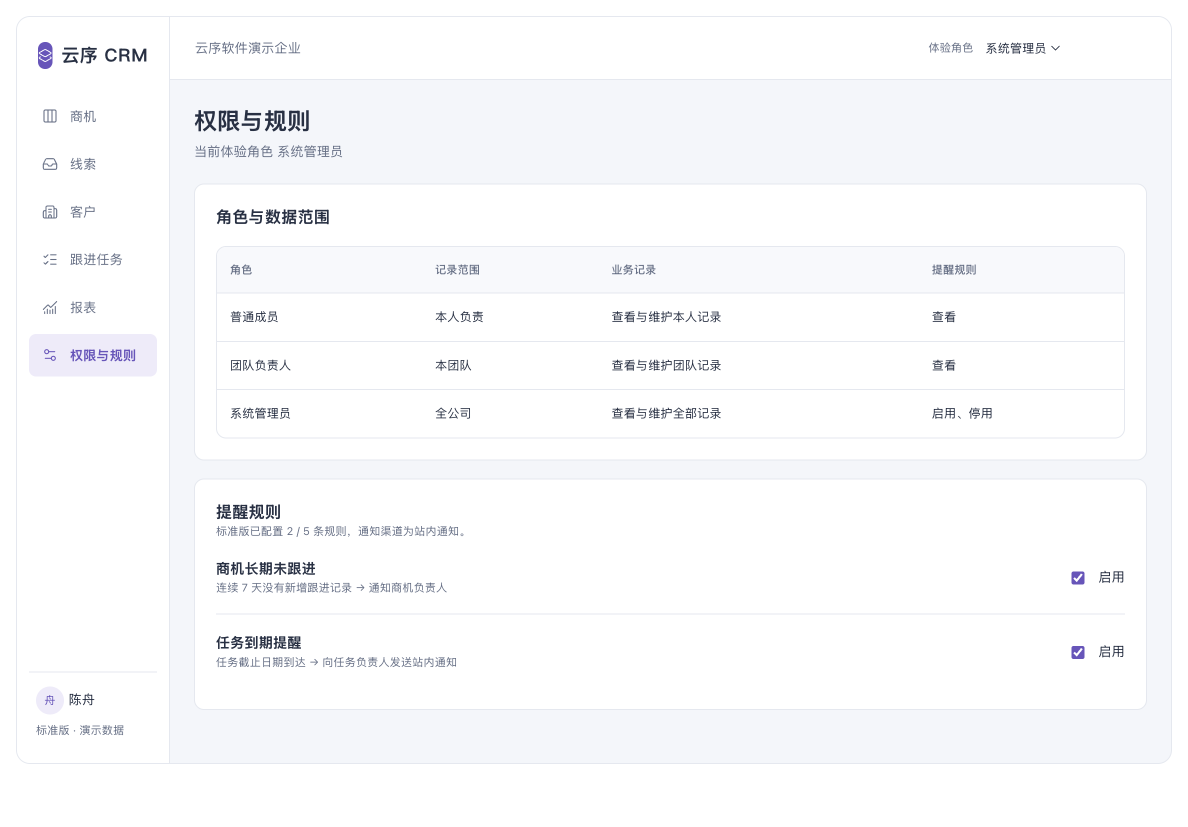 云序 CRM
商机
线索
客户
跟进任务
报表
权限与规则
舟 陈舟
标准版 · 演示数据
云序软件演示企业
体验角色 系统管理员
权限与规则
当前体验角色 系统管理员
角色与数据范围
角色 记录范围 业务记录 提醒规则
普通成员 本人负责 查看与维护本人记录 查看
团队负责人 本团队 查看与维护团队记录 查看
系统管理员 全公司 查看与维护全部记录 启用、停用
提醒规则
标准版已配置 2 / 5 条规则，通知渠道为站内通知。
商机长期未跟进
连续 7 天没有新增跟进记录 → 通知商机负责人
启用
任务到期提醒
任务截止日期到达 → 向任务负责人发送站内通知
启用